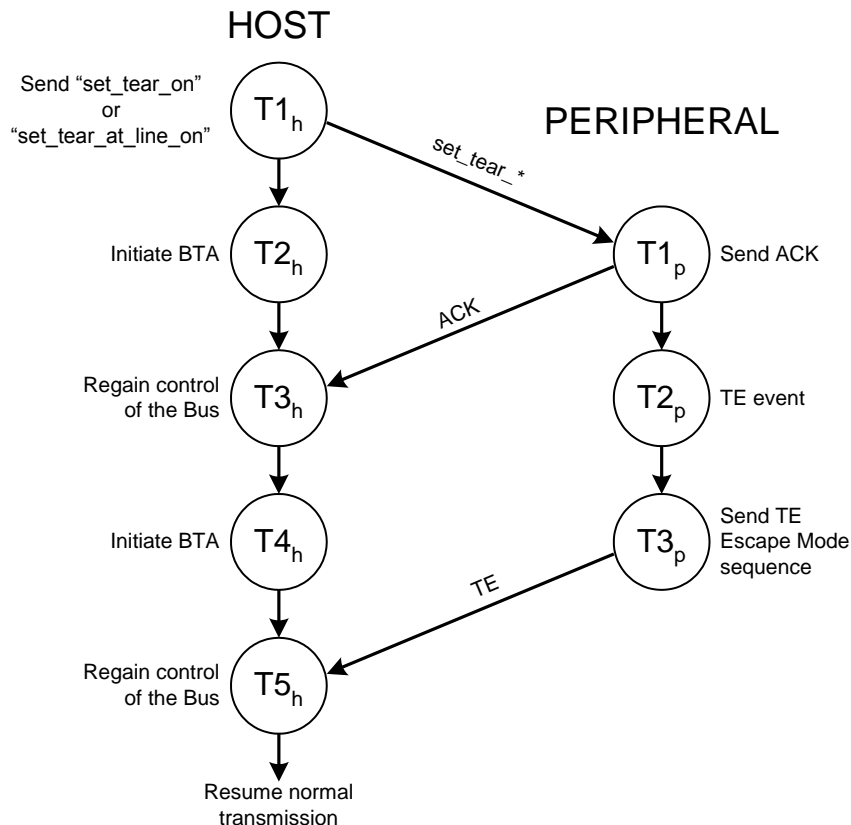 HOST
Send “set_tear_on”
or
“set_tear_at_line_on”
T1h
PERIPHERAL
set_tear_*
Initiate BTA
T2h
T1p
Send ACK
ACK
Regain control
of the Bus
T3h
T2p
TE event
Initiate BTA
T4h
T3p
Send TE
Escape Mode
sequence
TE
Regain control
of the Bus
T5h
Resume normal
transmission